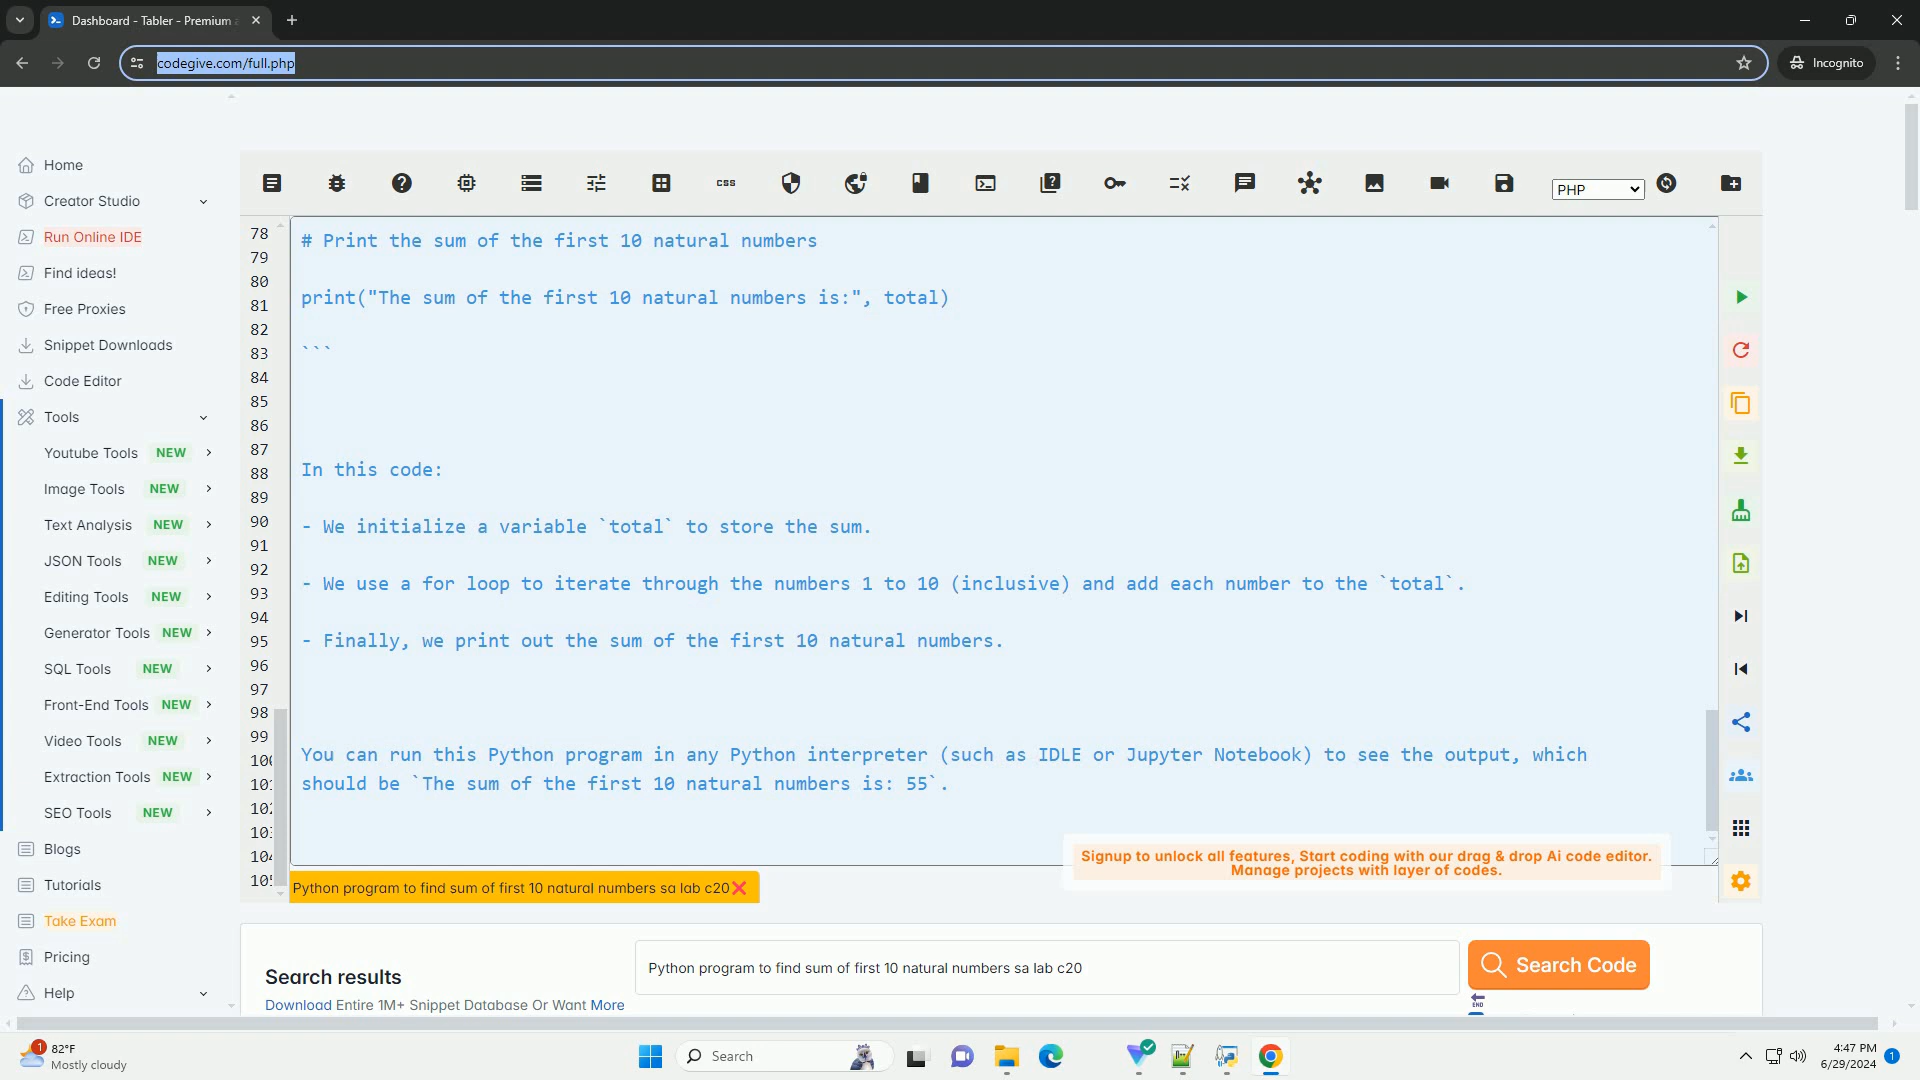 Dashboard - Tabler - Premium
codegive.com/full.php
Incognito
Home
Creator Studio
Run Online IDE
Find ideas!
Free Proxies
Snippet Downloads
Code Editor
Tools
Youtube Tools NEW
Image Tools NEW
Text Analysis NEW
JSON Tools NEW
Editing Tools NEW
Generator Tools NEW
SQL Tools NEW
Front-End Tools NEW
Video Tools NEW
Extraction Tools NEW
SEO Tools NEW
Blogs
Tutorials
Take Exam
Pricing
Help
css
PHP
78
79
80
81
82
83
84
85
86
87
88
89
90
91
92
93
94
95
96
97
98
99
# Print the sum of the first 10 natural numbers
print("The sum of the first 10 natural numbers is:", total)
```
In this code:
- We initialize a variable `total` to store the sum.
- We use a for loop to iterate through the numbers 1 to 10 (inclusive) and add each number to the `total`.
- Finally, we print out the sum of the first 10 natural numbers.
You can run this Python program in any Python interpreter (such as IDLE or Jupyter Notebook) to see the output, which
should be `The sum of the first 10 natural numbers is: 55`.
Signup to unlock all features, Start coding with our drag & drop Ai code editor.
Manage projects with layer of codes.
Python program to find sum of first 10 natural numbers sa lab c20
Search results
Download Entire 1M+ Snippet Database Or Want More
Python program to find sum of first 10 natural numbers sa lab c20
Search Code
END
1
82°F
Mostly cloudy
Search
4:47 PM
6/29/2024
1